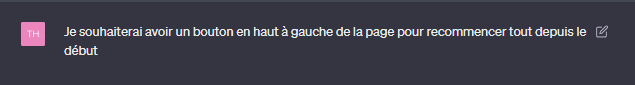 TH
Je souhaiterai avoir un bouton en haut à gauche de la page pour recommencer tout depuis le
début